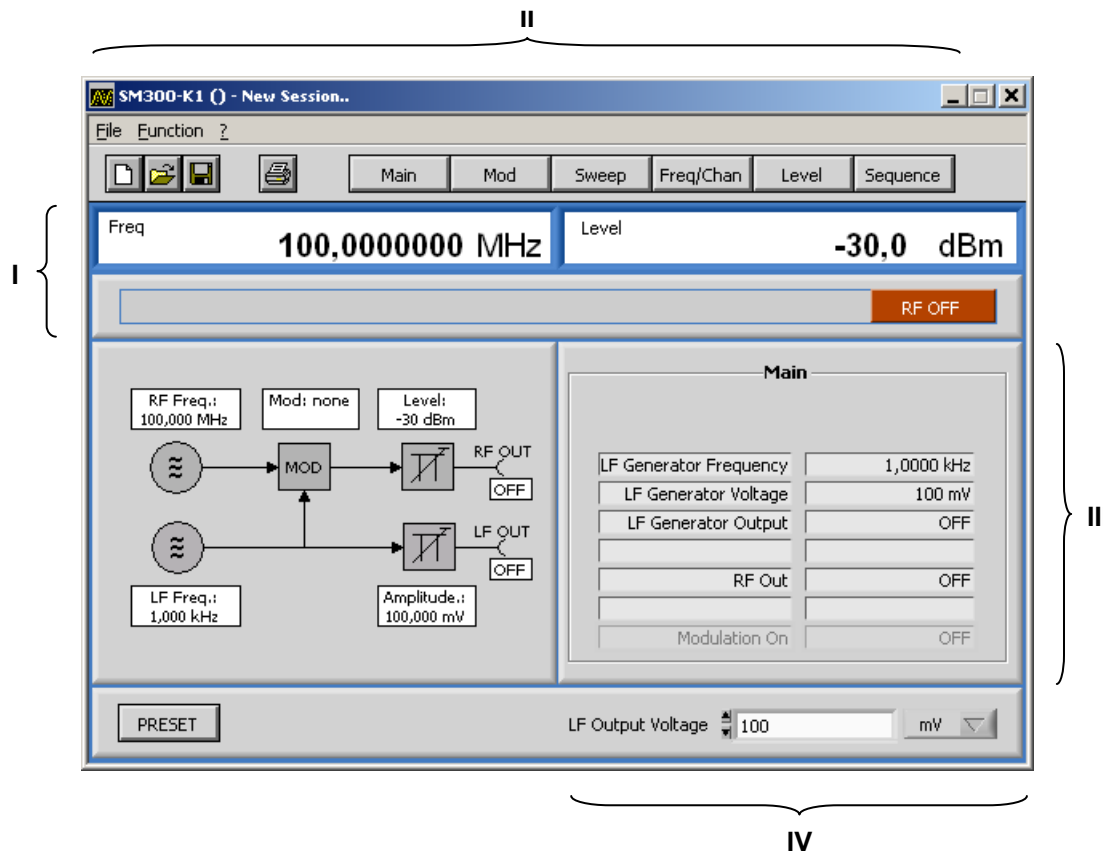 II
SM300-K1 () - New Session..
File Function ?
Main Mod Sweep Freq/Chan Level Sequence
I
Freq 100,0000000 MHz Level -30,0 dBm
RF OFF
II
RF Freq.:
100,000 MHz
Mod: none
Level:
-30 dBm
MOD
RF OUT
OFF
LF OUT
OFF
LF Freq.:
1,000 kHz
Amplitude.:
100,000 mV
Main
LF Generator Frequency 1,0000 kHz
LF Generator Voltage 100 mV
LF Generator Output OFF
RF Out OFF
Modulation On OFF
PRESET LF Output Voltage 100 mV
IV